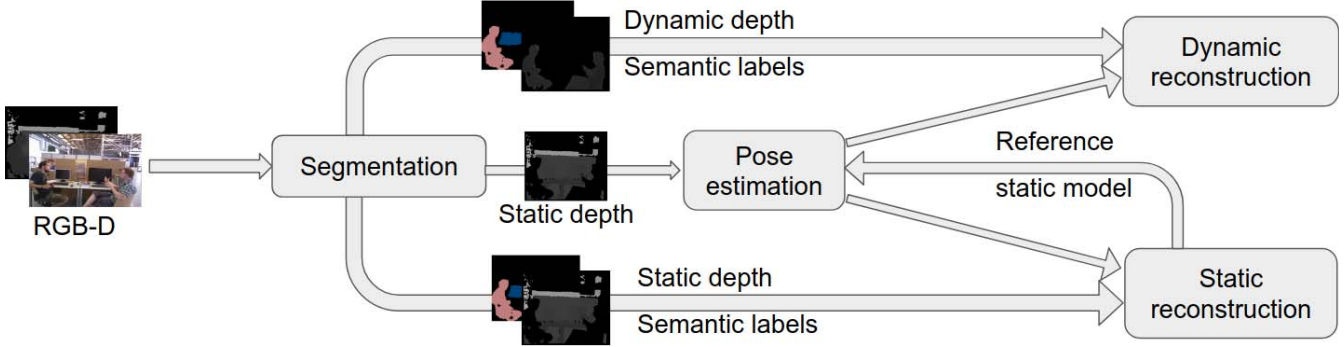 Dynamic depth
Semantic labels
Dynamic
reconstruction
RGB-D
Segmentation
Static depth
Pose
estimation
Reference
static model
Static depth
Semantic labels
Static
reconstruction